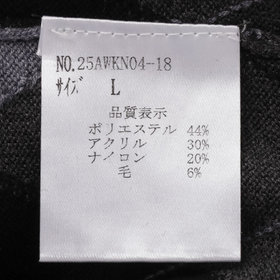 NO.25AWKN04-18
ｻｲｽﾞ L
品質表示
ポリエステル 44%
アクリル 30%
ナイロン 20%
毛 6%